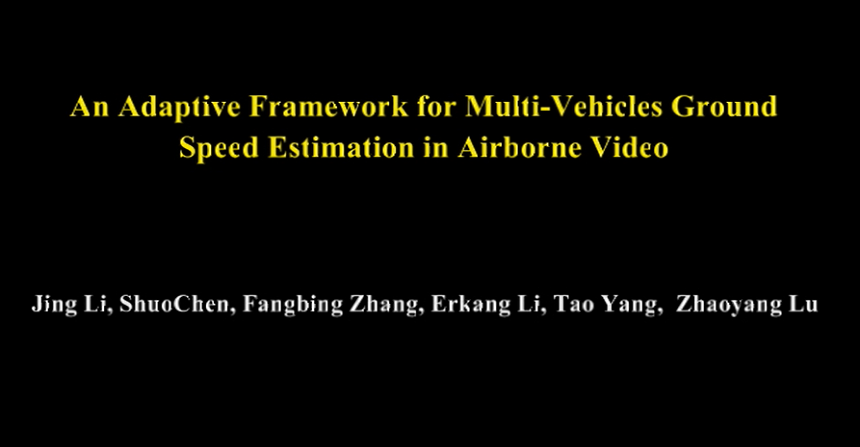 An Adaptive Framework for Multi-Vehicles Ground
Speed Estimation in Airborne Video
Jing Li, ShuoChen, Fangbing Zhang, Erkang Li, Tao Yang, Zhaoyang Lu